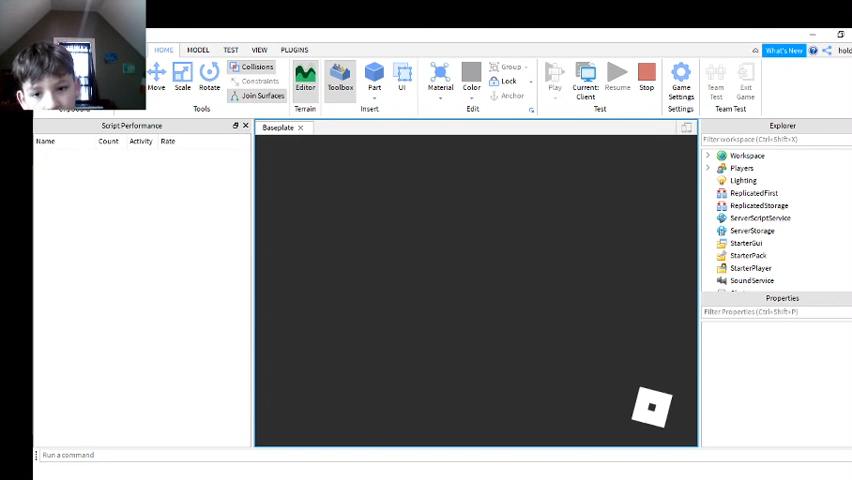 HOME MODEL TEST VIEW PLUGINS What's New
Move Scale Rotate
Collisions
Constraints
Join Surfaces
Tools
Editor
Terrain
Toolbox Part UI
Insert
Material Color
Group
Lock
Anchor
Edit
Play Current: Client Resume Stop
Test
Game Settings
Settings
Team Test Exit Game
Team Test
Script Performance
Name Count Activity Rate
Baseplate
Explorer
Filter workspace (Ctrl+Shift+X)
Workspace
Players
Lighting
ReplicatedFirst
ReplicatedStorage
ServerScriptService
ServerStorage
StarterGui
StarterPack
StarterPlayer
SoundService
Properties
Filter Properties (Ctrl+Shift+P)
Run a command